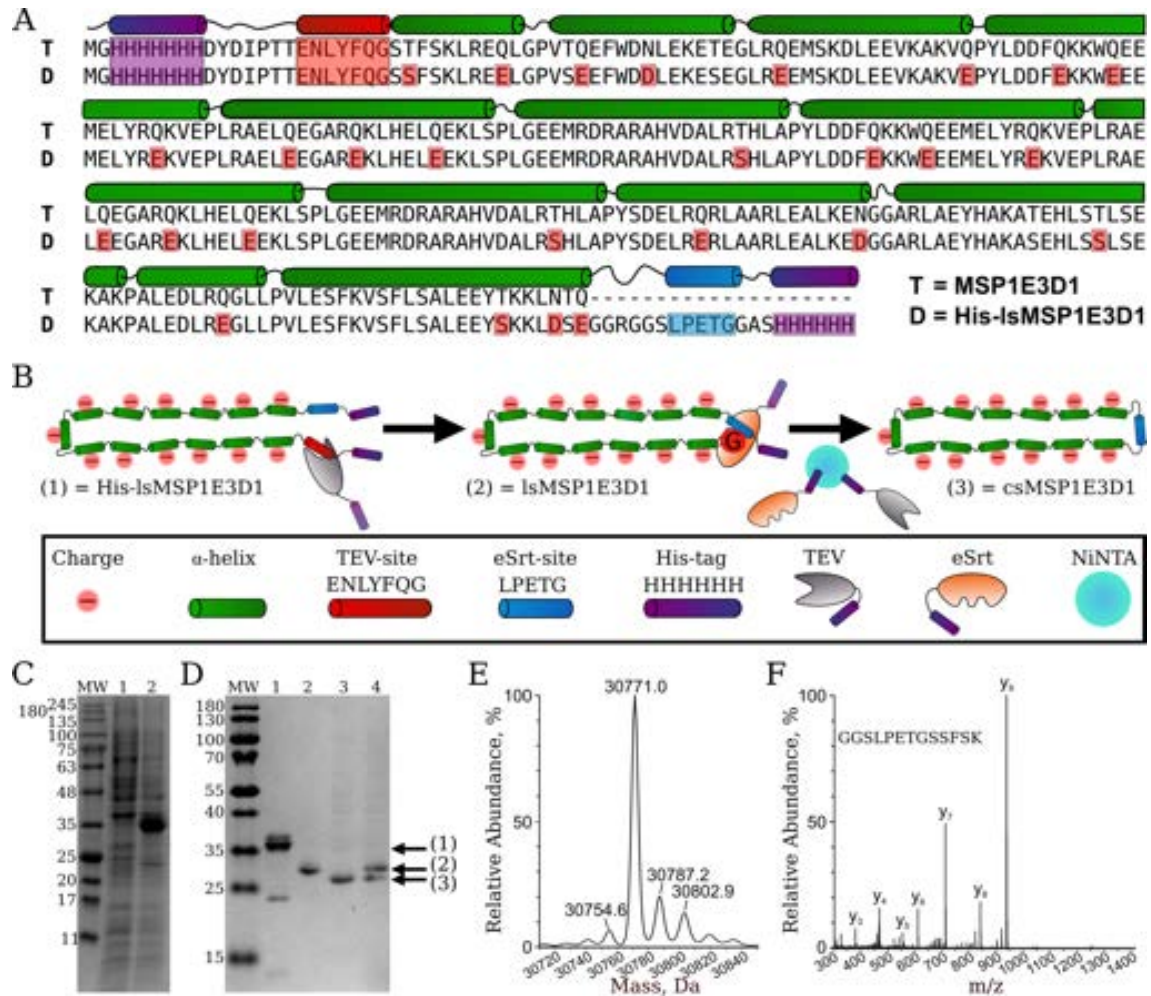 A
T MGHHHHHHHDYDIPTTENLYFQGSTFSKLREQLGPVTQEFWDNLEKETEGLRQEMSKDLEEVKAKVQPYLDDFQKKWQEE
D MGHHHHHHHDYDIPTTENLYFQGSSFSKLREELGPVSEEFWDDLEKESEGLREEMSKDLEEVKAKVEPYLDDFEKKWEEE
T MELYRQKVEPLRAELQEGARQKLHELQEKLSPLGEEMRDRARAHVDALRTHLAPYLDDFQKKWQEEMELYRQKVEPLRAE
D MELYREKVEPLRAELEEGAREKLHELEEKLSPLGEEMRDRARAHVDALRSHLAPYLDDFEKKWEEEMELYREKVEPLRAE
T LQEGARQKLHELQEKLSPLGEEMRDRARAHVDALRTHLAPYSDELRQRLAARLEALKENGGARLAEYHAKATEHLSTLSE
D LEEGAREKLHELEEKLSPLGEEMRDRARAHVDALRSHLAPYSDELRERLAARLEALKEDGGARLAEYHAKASEHLSSLSE
T KAKPALEDLRQGLLPVLESFKVSFLSALEEYTKKLNTQ--------------------
D KAKPALEDLREGLLPVLESFKVSFLSALEEYSKKLDSEGGRGGSLPETGGASHHHHHH
T = MSP1E3D1
D = His-lsMSP1E3D1
B
G
(1) = His-lsMSP1E3D1
(2) = lsMSP1E3D1
(3) = csMSP1E3D1
Charge α-helix TEV-site eSrt-site His-tag TEV eSrt NiNTA
ENLYFQG LPETG HHHHHH
C
MW 1 2
180
245
135
100
75
63
48
35
25
20
17
11
D
MW 1 2 3 4
180
130
100
70
55
40
35
25
15
(1)
(2)
(3)
E
Relative Abundance, %
100
50
0
30771.0
30787.2
30802.9
30754.6
30720 30740 30760 30780 30800 30820 30840
Mass, Da
F
Relative Abundance, %
100
50
0
GGSLPETGSSFSK
y₄
y₅
y₆
y₇
y₈
y₉
300 400 500 600 700 800 900 1000 1100 1200 1300 1400
m/z